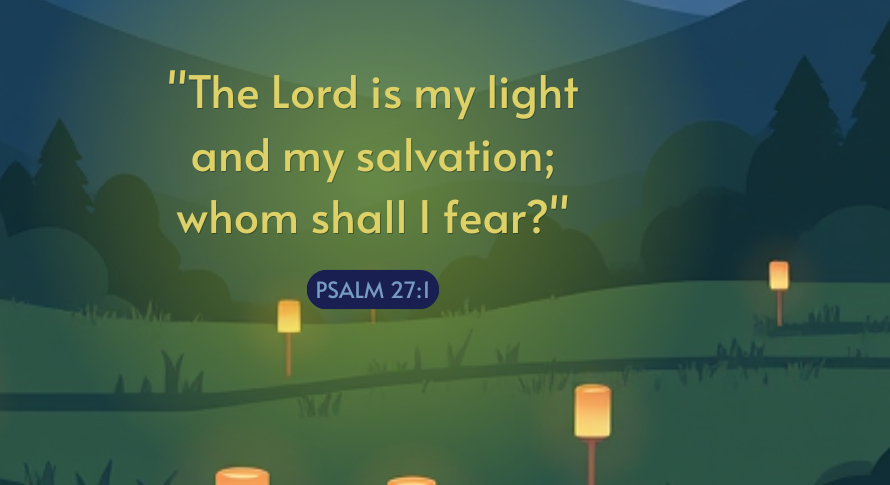 "The Lord is my light
and my salvation;
whom shall I fear?"
PSALM 27:1